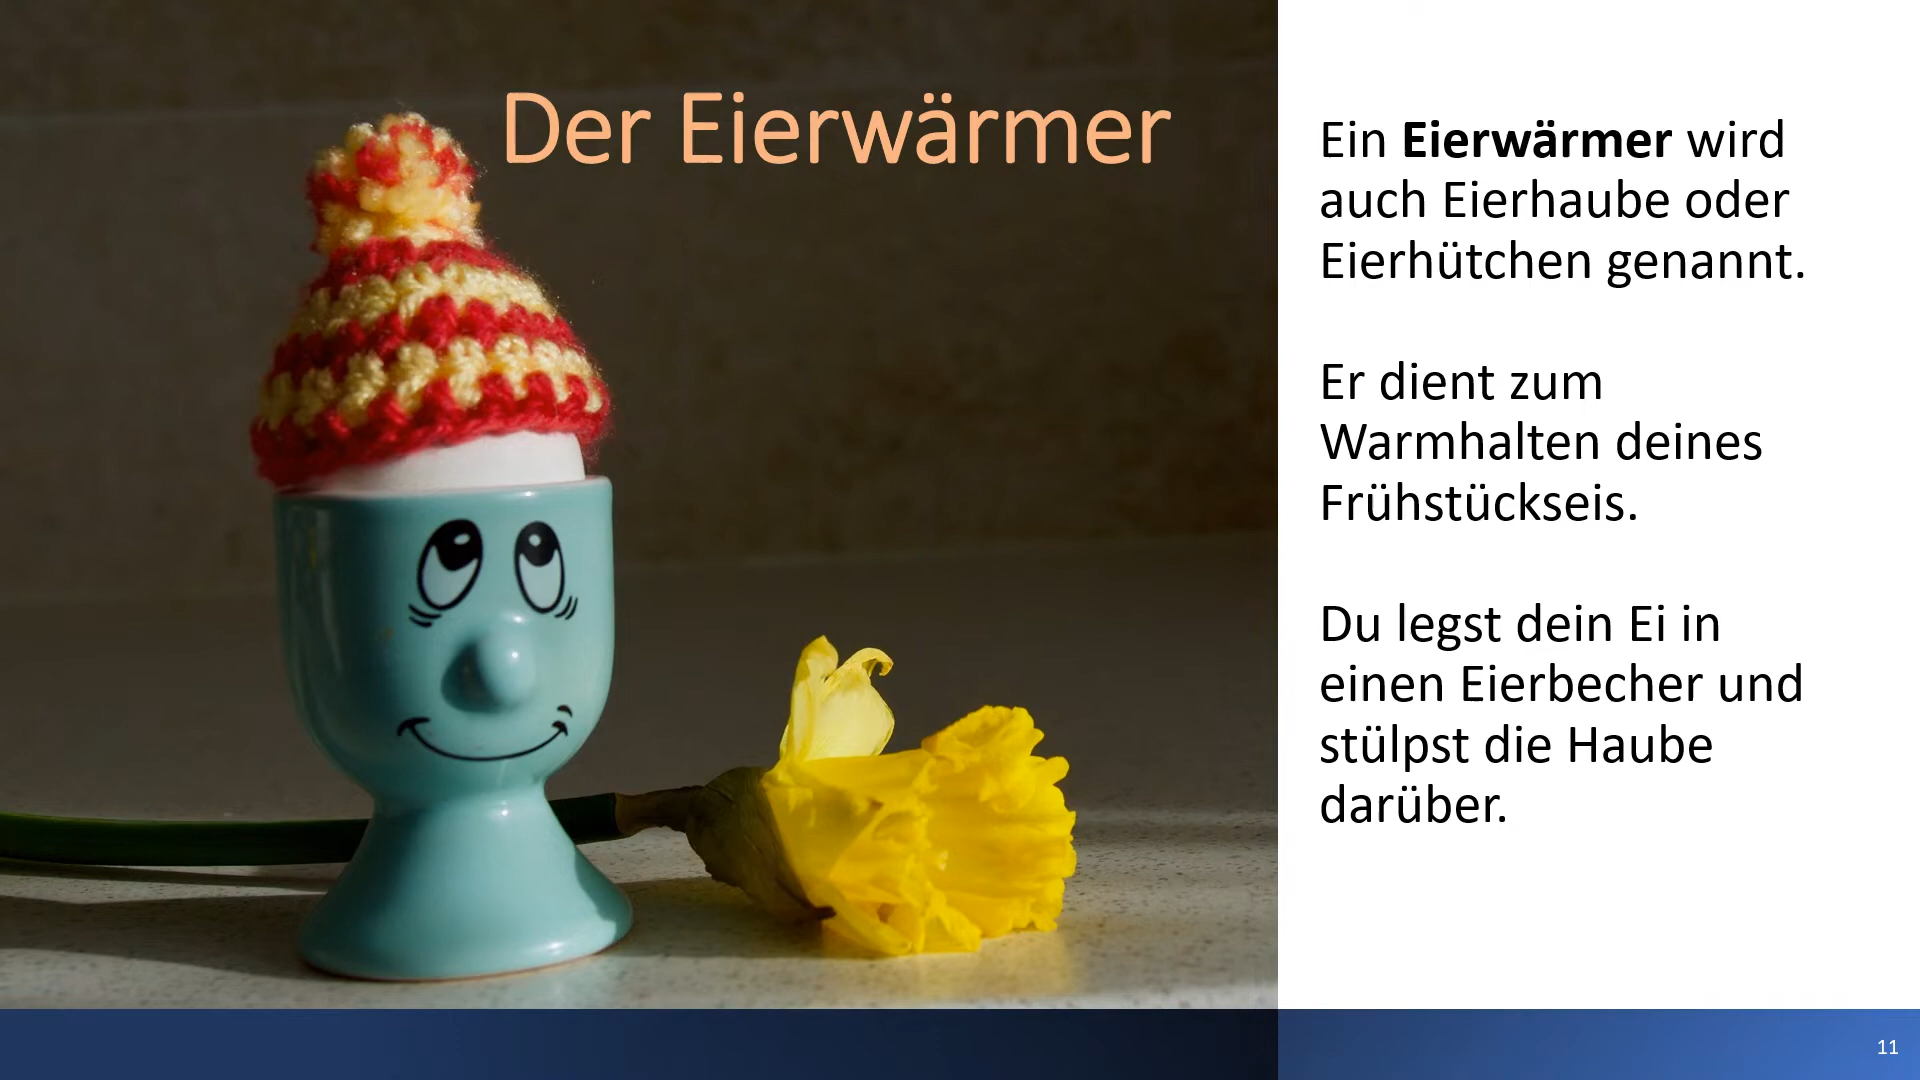 Der Eierwärmer
Ein Eierwärmer wird
auch Eierhaube oder
Eierhütchen genannt.
Er dient zum
Warmhalten deines
Frühstückseis.
Du legst dein Ei in
einen Eierbecher und
stülpst die Haube
darüber.
11